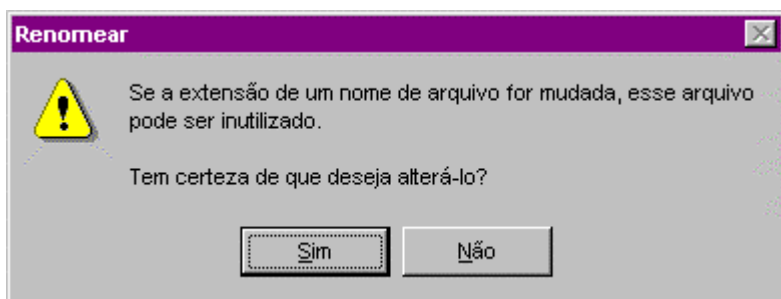 Renomear
Se a extensão de um nome de arquivo for mudada, esse arquivo
pode ser inutilizado.
Tem certeza de que deseja alterá-lo?
Sim Não